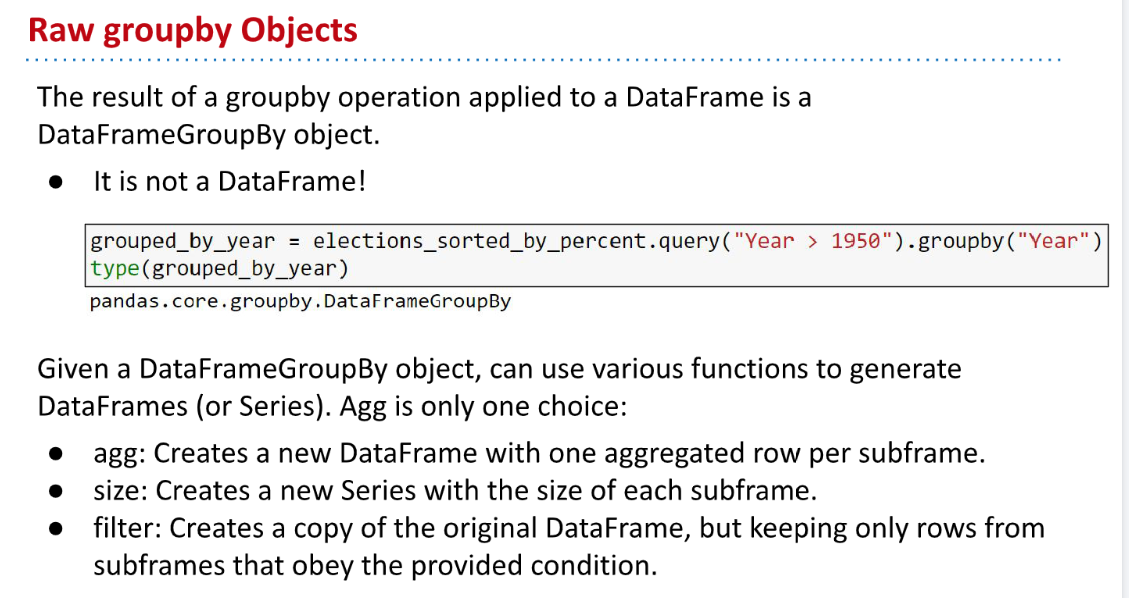 Raw groupby Objects
The result of a groupby operation applied to a DataFrame is a
DataFrameGroupBy object.
● It is not a DataFrame!
grouped_by_year = elections_sorted_by_percent.query("Year > 1950").groupby("Year")
type(grouped_by_year)
pandas.core.groupby.DataFrameGroupBy
Given a DataFrameGroupBy object, can use various functions to generate
DataFrames (or Series). Agg is only one choice:
● agg: Creates a new DataFrame with one aggregated row per subframe.
● size: Creates a new Series with the size of each subframe.
● filter: Creates a copy of the original DataFrame, but keeping only rows from
subframes that obey the provided condition.